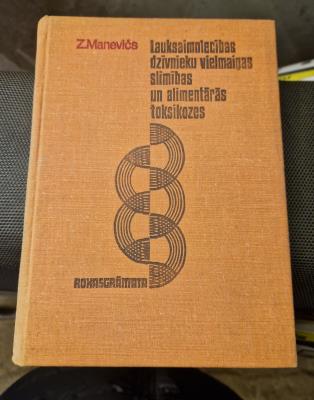 Z.Manevičs
Lauksaimniecības
dzīvnieku vielmaiņas
slimības
un alimentārās
toksikozes
ROKASGRĀMATA